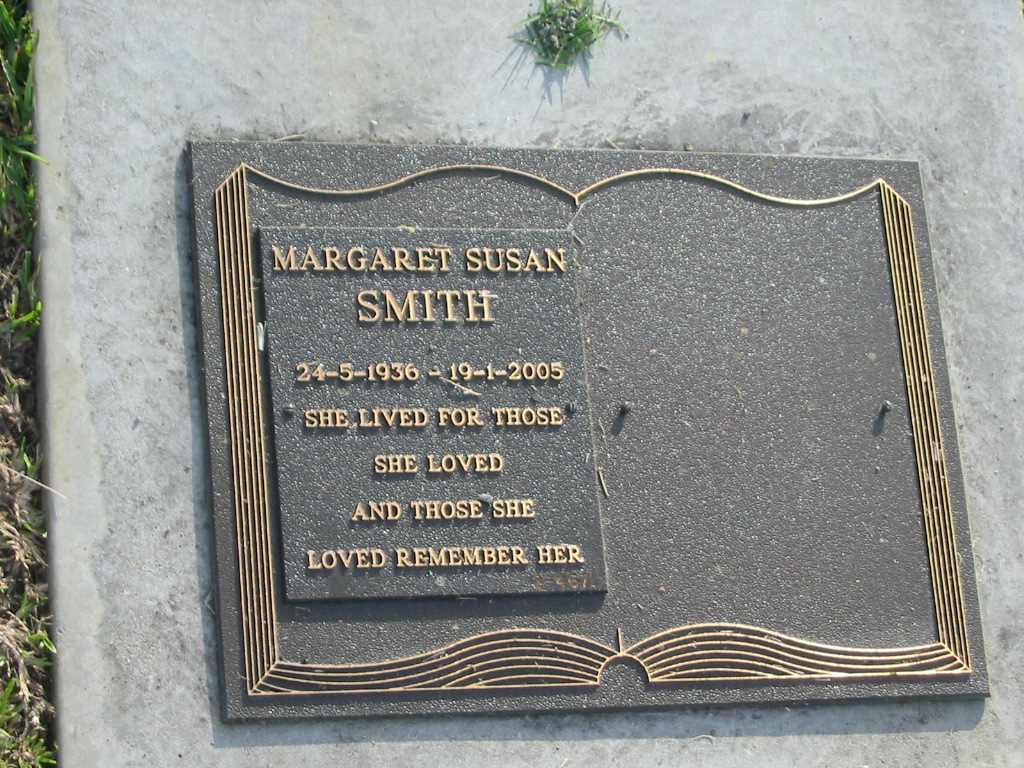 MARGARET SUSAN
SMITH
24-5-1936 - 19-1-2005
SHE LIVED FOR THOSE
SHE LOVED
AND THOSE SHE
LOVED REMEMBER HER